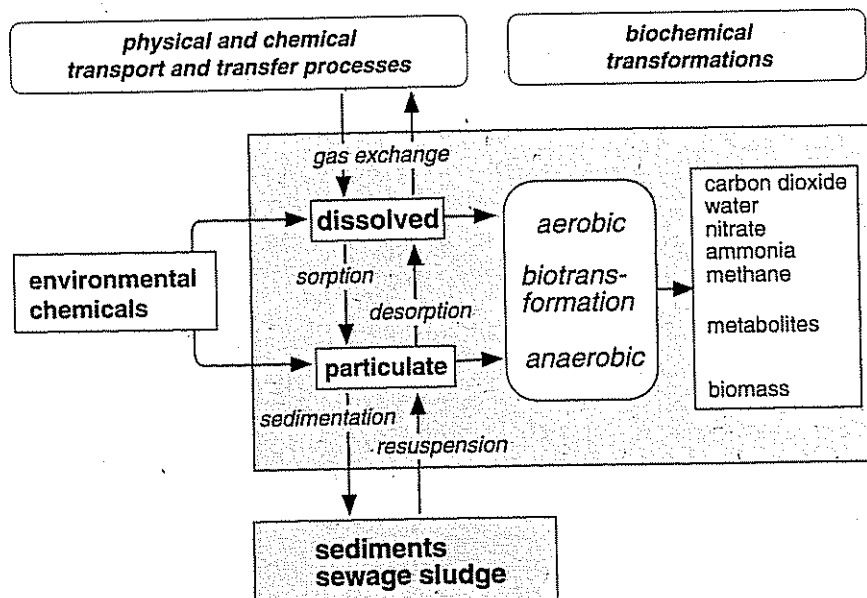 physical and chemical
transport and transfer processes
biochemical
transformations
gas exchange
dissolved
environmental
chemicals
sorption
desorption
particulate
sedimentation
resuspension
aerobic
biotrans-
formation
anaerobic
carbon dioxide
water
nitrate
ammonia
methane
metabolites
biomass
sediments
sewage sludge